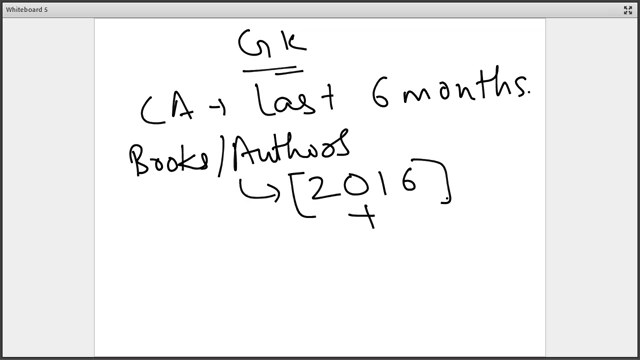 Whiteboard 5
GK
CA → last 6 months.
Books/Authors
↳ [2016]
+